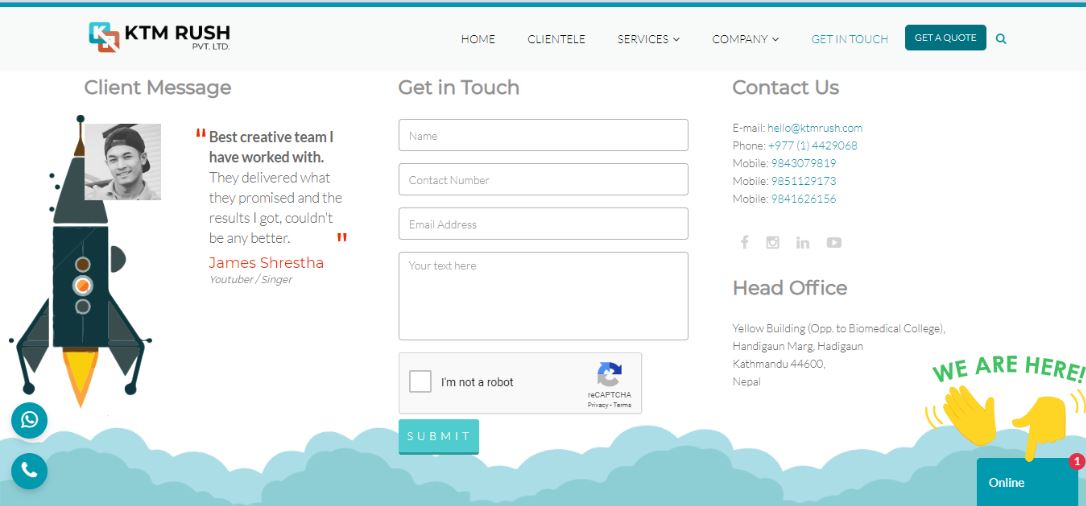 KTM RUSH
PVT. LTD.
HOME
CLIENTELE
SERVICES
COMPANY
GET IN TOUCH
GET A QUOTE
Client Message
"Best creative team I
have worked with.
They delivered what
they promised and the
results I got, couldn't
be any better. "
James Shrestha
Youtuber / Singer
Get in Touch
Name
Contact Number
Email Address
Your text here
I'm not a robot
reCAPTCHA
Privacy - Terms
SUBMIT
Contact Us
E-mail: hello@ktmrush.com
Phone: +977 (1) 4429068
Mobile: 9843079819
Mobile: 9851129173
Mobile: 9841626156
Head Office
Yellow Building (Opp. to Biomedical College),
Handigaun Marg, Hadigaun
Kathmandu 44600,
Nepal
WE ARE HERE!
1
Online